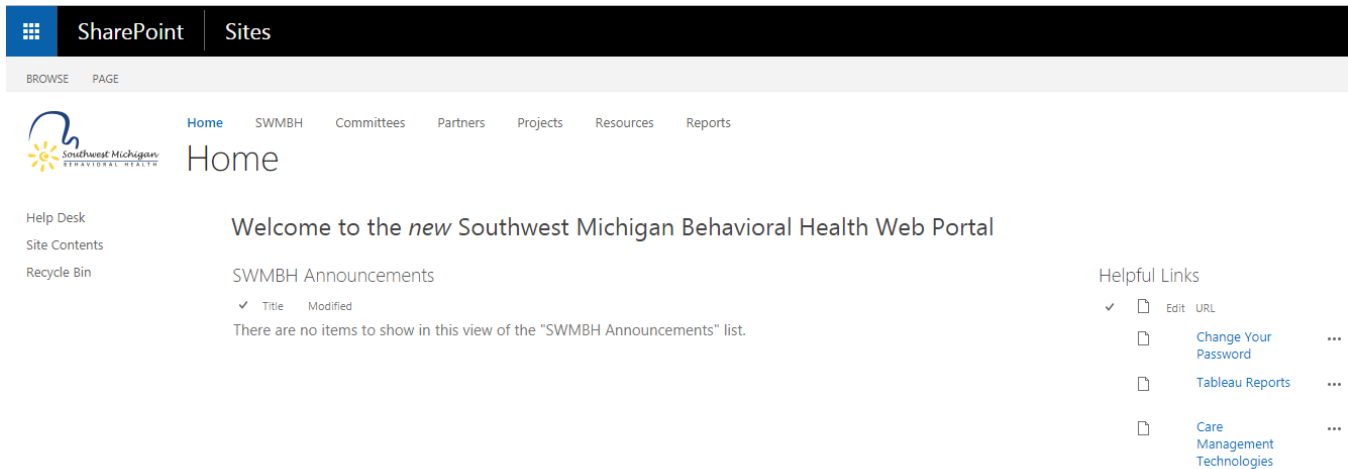 SharePoint Sites
BROWSE PAGE
Southwest Michigan
BEHAVIORAL HEALTH
Home SWMBH Committees Partners Projects Resources Reports
Home
Help Desk
Site Contents
Recycle Bin
Welcome to the new Southwest Michigan Behavioral Health Web Portal
SWMBH Announcements
Title Modified
There are no items to show in this view of the "SWMBH Announcements" list.
Helpful Links
Edit URL
Change Your
Password
Tableau Reports
Care
Management
Technologies